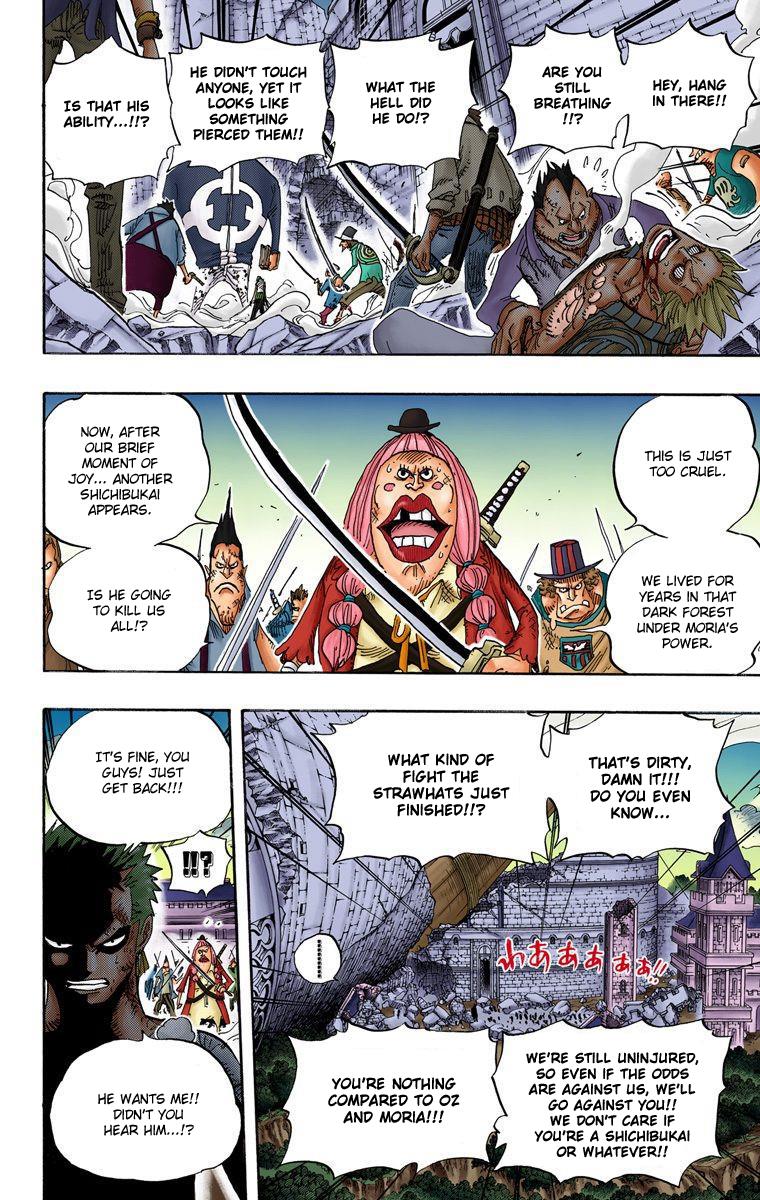 HEY, HANG
IN THERE!!
ARE YOU
STILL
BREATHING
!!?
WHAT THE
HELL DID
HE DO!?
HE DIDN'T TOUCH
ANYONE, YET IT
LOOKS LIKE
SOMETHING
PIERCED THEM!!
IS THAT HIS
ABILITY...!!?
THIS IS JUST
TOO CRUEL.
WE LIVED FOR
YEARS IN THAT
DARK FOREST
UNDER MORIA'S
POWER.
NOW, AFTER
OUR BRIEF
MOMENT OF
JOY... ANOTHER
SHICHIBUKAI
APPEARS.
IS HE GOING
TO KILL US
ALL!?
THAT'S DIRTY,
DAMN IT!!!
DO YOU EVEN
KNOW...
WHAT KIND OF
FIGHT THE
STRAWHATS JUST
FINISHED!!?
わあああああ!!
..........
WE'RE STILL UNINJURED,
SO EVEN IF THE ODDS
ARE AGAINST US, WE'LL
GO AGAINST YOU!!
WE DON'T CARE IF
YOU'RE A SHICHIBUKAI
OR WHATEVER!!
YOU'RE NOTHING
COMPARED TO OZ
AND MORIA!!!
IT'S FINE, YOU
GUYS! JUST
GET BACK!!!
!!?
HE WANTS ME!!
DIDN'T YOU
HEAR HIM...!?